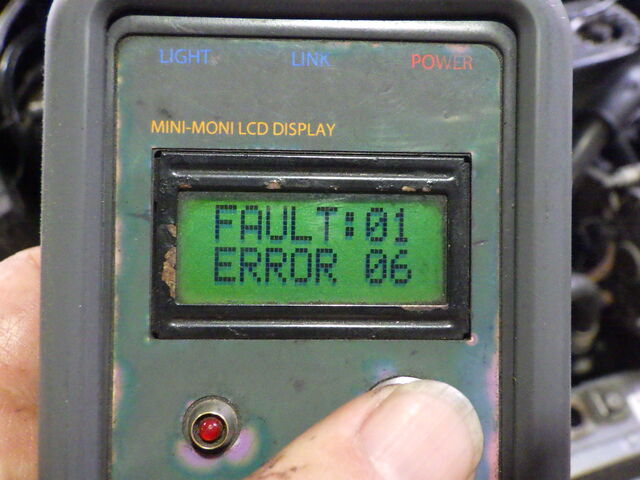 LIGHT LINK POWER
MINI-MONI LCD DISPLAY
FAULT:01
ERROR 06